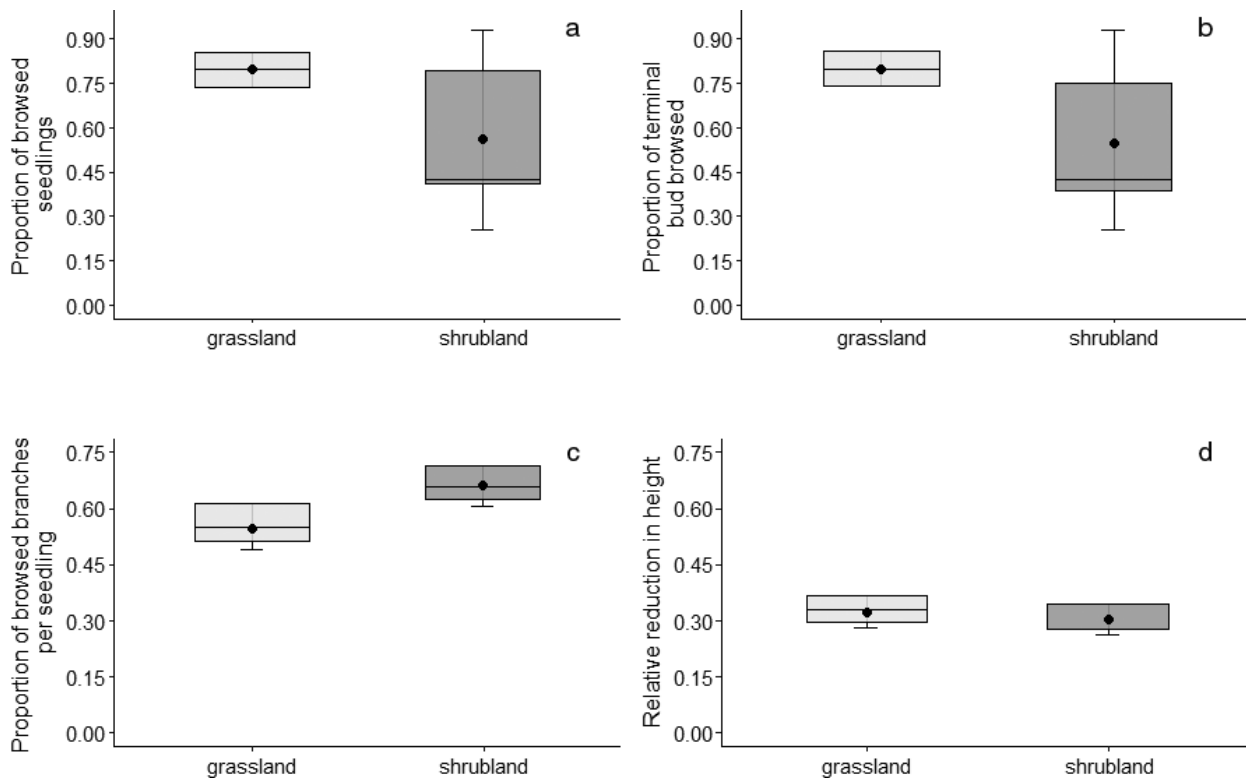 a
Proportion of browsed
seedlings
0.90
0.75
0.60
0.45
0.30
0.15
0.00
grassland shrubland
b
Proportion of terminal
bud browsed
0.90
0.75
0.60
0.45
0.30
0.15
0.00
grassland shrubland
c
Proportion of browsed branches
per seedling
0.75
0.60
0.45
0.30
0.15
0.00
grassland shrubland
d
Relative reduction in height
0.75
0.60
0.45
0.30
0.15
0.00
grassland shrubland